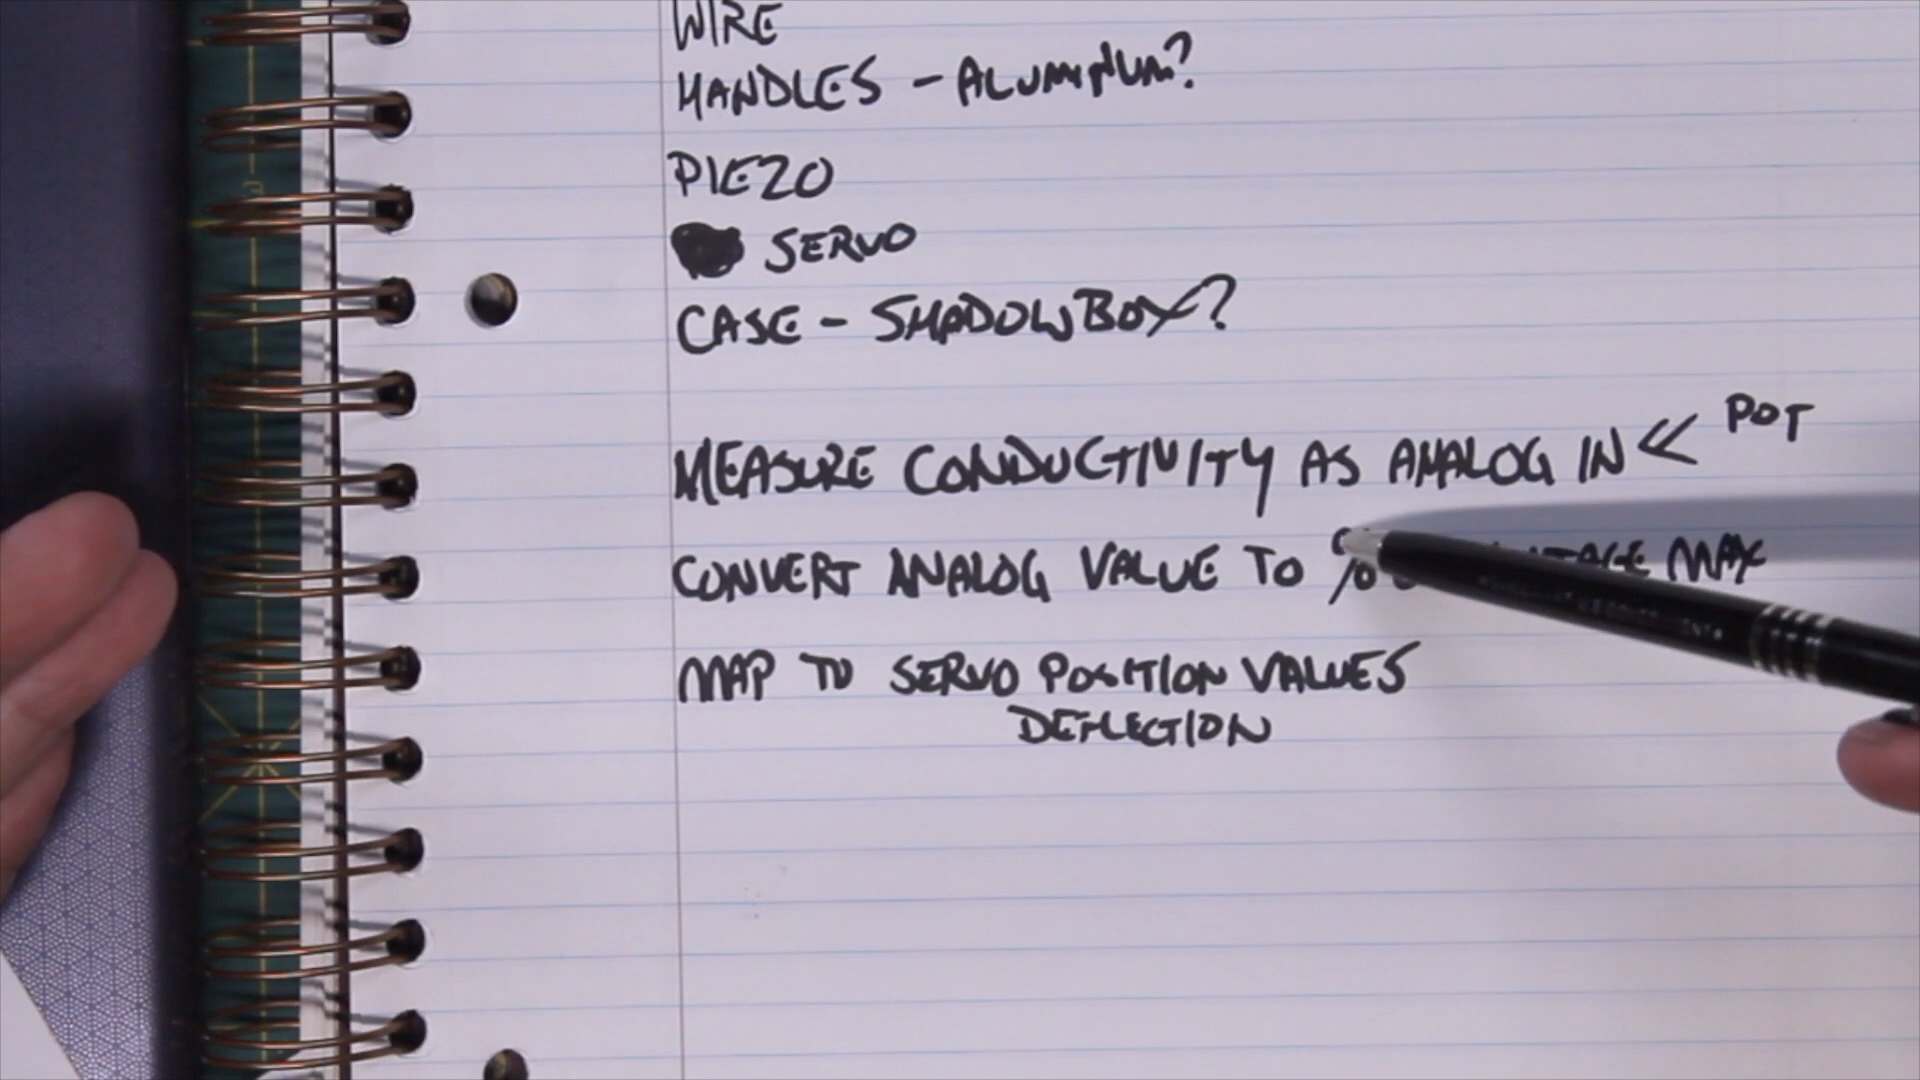 WIRE
HANDLES - ALUMINUM?
PIEZO
SERVO
CASE - SHADOWBOX?
MEASURE CONDUCTIVITY AS ANALOG IN << POT
CONVERT ANALOG VALUE TO % MAX
MAP TO SERVO POSITION VALUES
DEFLECTION